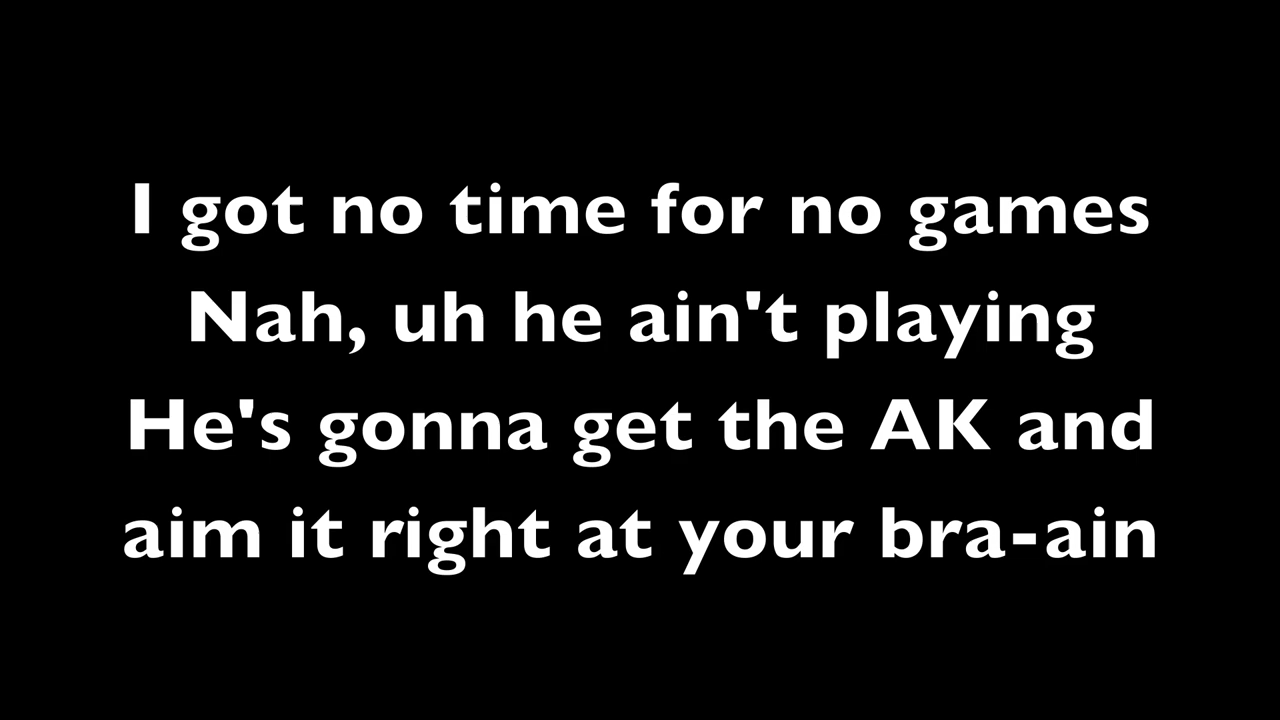 I got no time for no games
Nah, uh he ain't playing
He's gonna get the AK and
aim it right at your bra-ain